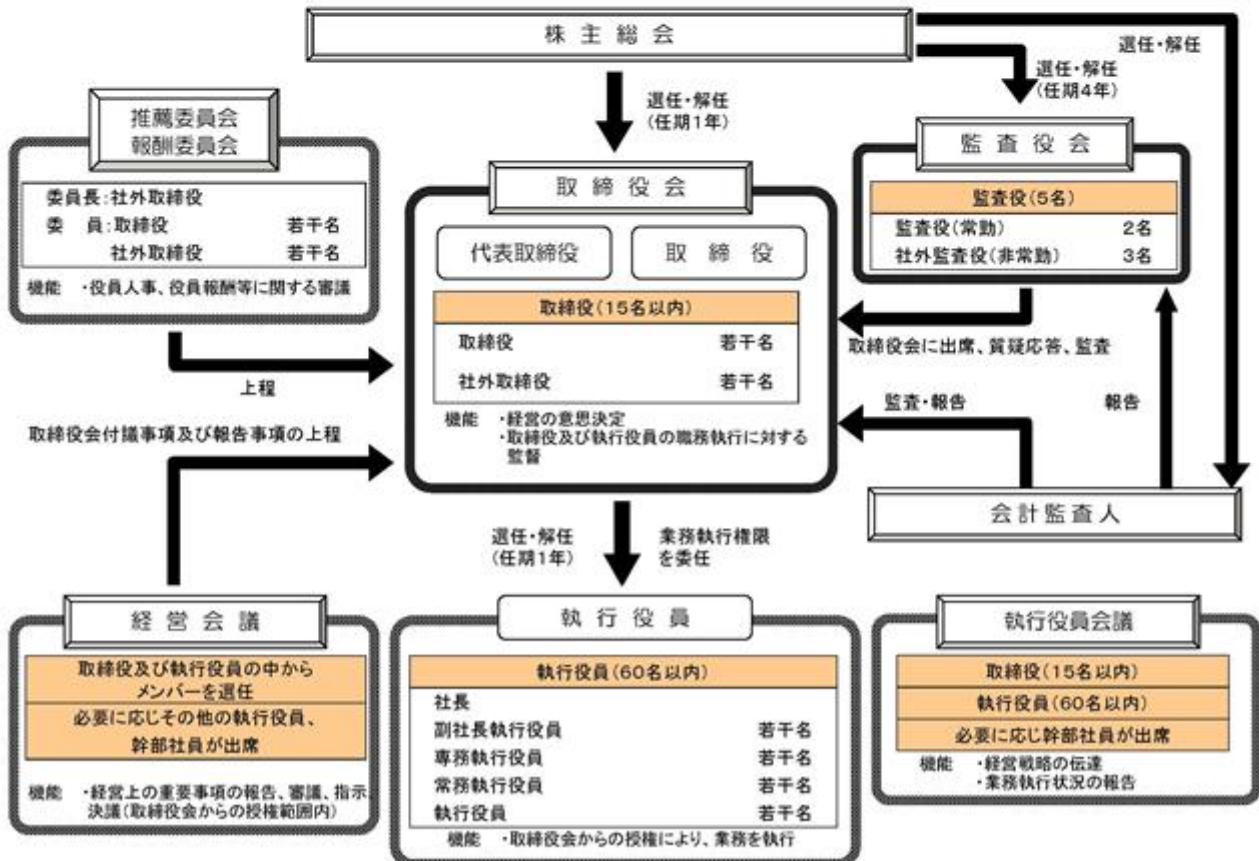 株主総会
選任・解任
選任・解任
(任期4年)
選任・解任
(任期1年)
推薦委員会
報酬委員会
委員長:社外取締役
委　員:取締役　若干名
社外取締役　若干名
機能　・役員人事、役員報酬等に関する審議
取締役会
代表取締役　取締役
取締役(15名以内)
取締役　若干名
社外取締役　若干名
機能　・経営の意思決定
・取締役及び執行役員の職務執行に対する
監督
監査役会
監査役(5名)
監査役(常勤)　2名
社外監査役(非常勤)　3名
取締役会に出席、質疑応答、監査
上程
監査・報告
報告
取締役会付議事項及び報告事項の上程
会計監査人
選任・解任
(任期1年)
業務執行権限
を委任
経営会議
取締役及び執行役員の中から
メンバーを選任
必要に応じその他の執行役員、
幹部社員が出席
機能　・経営上の重要事項の報告、審議、指示、
決議(取締役会からの授権範囲内)
執行役員
執行役員(60名以内)
社長
副社長執行役員　若干名
専務執行役員　若干名
常務執行役員　若干名
執行役員　若干名
機能　・取締役会からの授権により、業務を執行
執行役員会議
取締役(15名以内)
執行役員(60名以内)
必要に応じ幹部社員が出席
機能　・経営戦略の伝達
・業務執行状況の報告